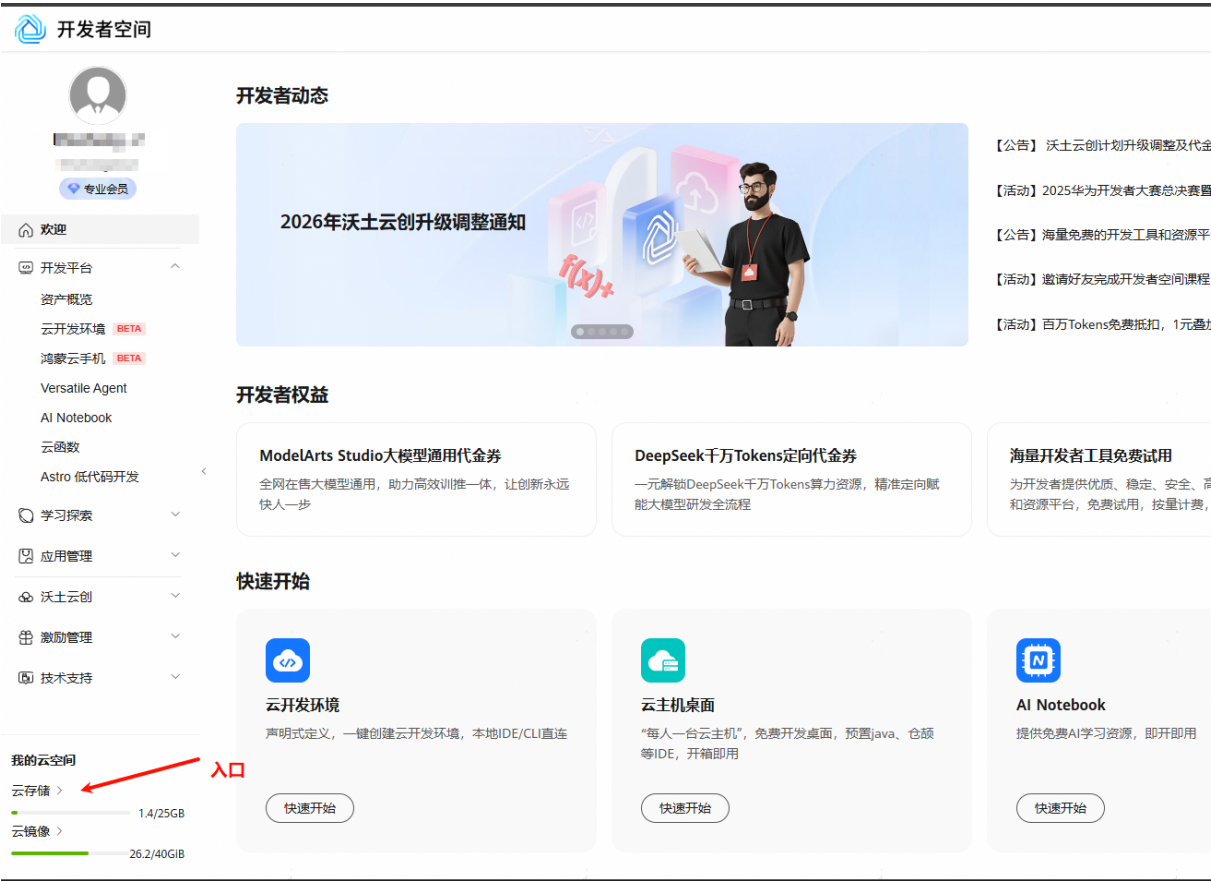 开发者空间
专业会员
欢迎
开发平台
资产概览
云开发环境 BETA
鸿蒙云手机 BETA
Versatile Agent
AI Notebook
云函数
Astro 低代码开发
学习探索
应用管理
沃土云创
激励管理
技术支持
我的云空间
云存储
1.4/25GB
云镜像
26.2/40GiB
入口
开发者动态
2026年沃土云创升级调整通知
f(x)+
【公告】 沃土云创计划升级调整及代金
【活动】2025华为开发者大赛总决赛暨
【公告】海量免费的开发工具和资源平
【活动】邀请好友完成开发者空间课程
【活动】百万Tokens免费抵扣，1元叠加
开发者权益
ModelArts Studio大模型通用代金券
全网在售大模型通用，助力高效训推一体，让创新永远
快人一步
DeepSeek千万Tokens定向代金券
一元解锁DeepSeek千万Tokens算力资源，精准定向赋
能大模型研发全流程
海量开发者工具免费试用
为开发者提供优质、稳定、安全、高
和资源平台，免费试用，按量计费，
快速开始
云开发环境
声明式定义，一键创建云开发环境，本地IDE/CLI直连
快速开始
云主机桌面
“每人一台云主机”，免费开发桌面，预置java、仓颉
等IDE，开箱即用
快速开始
AI Notebook
提供免费AI学习资源，即开即用
快速开始